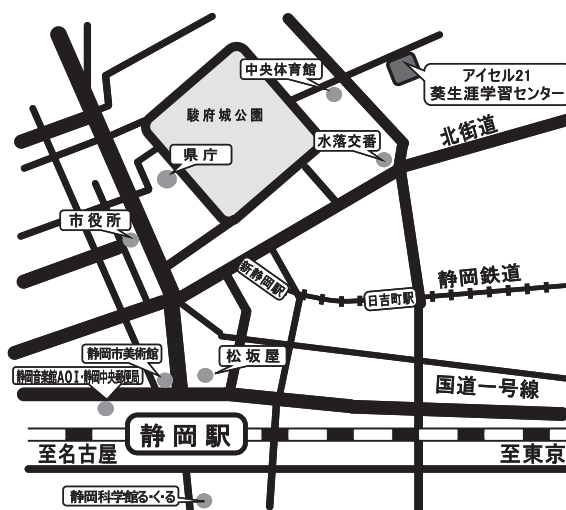 中央体育館
アイセル21
葵生涯学習センター
駿府城公園
水落交番
北街道
県庁
市役所
新静岡駅
静岡鉄道
日吉町駅
静岡市美術館
松坂屋
静岡音楽館AOI・静岡中央郵便局
国道一号線
静岡駅
至名古屋
至東京
静岡科学館る・く・る